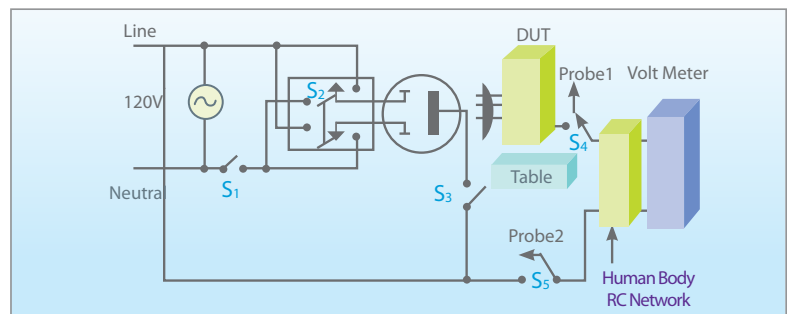 Line
DUT
Probe1
Volt Meter
120V
S2
S4
Table
Neutral
S1
S3
Probe2
S5
Human Body
RC Network